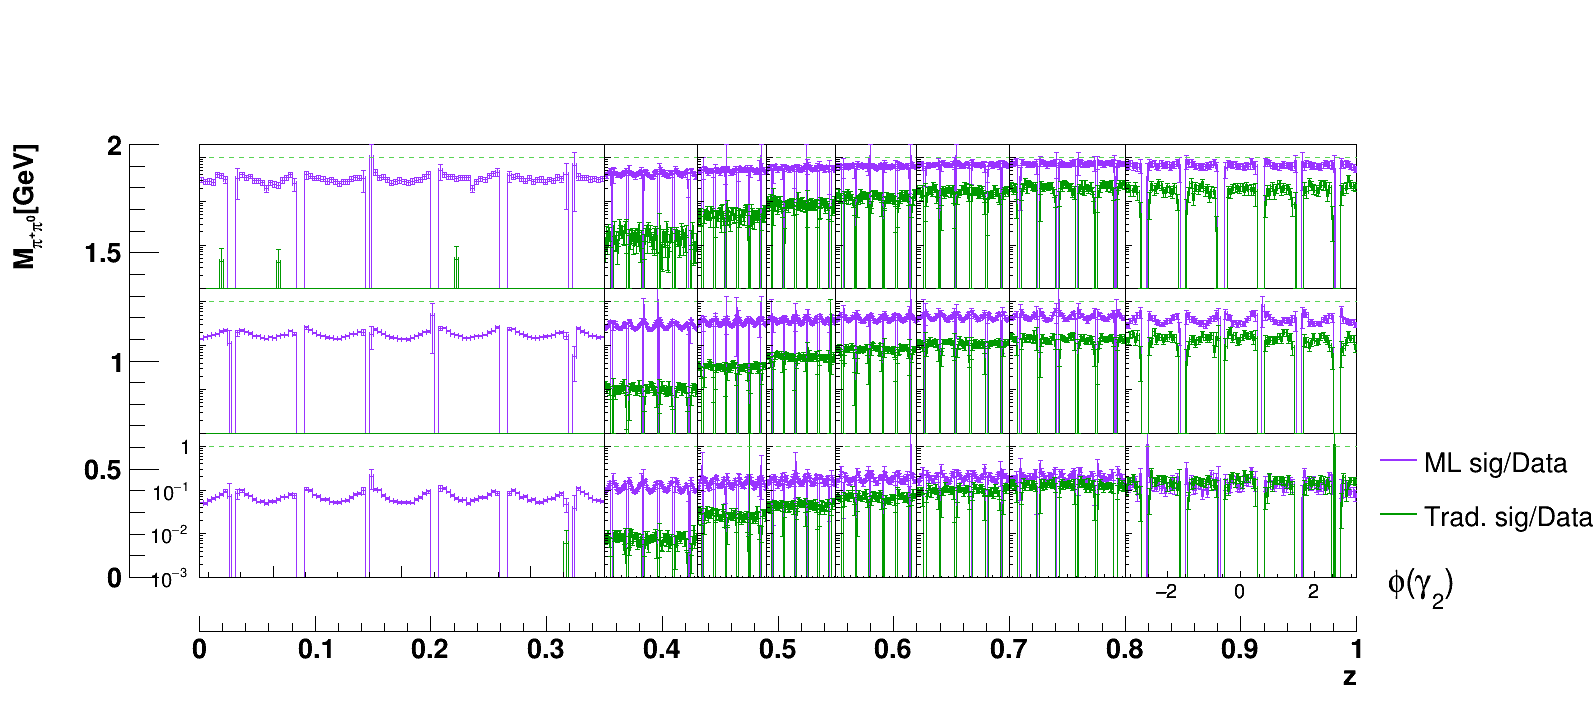 M π⁺π⁰ [GeV]
2
1.5
1
0.5
0
1
10⁻¹
10⁻²
10⁻³
ML sig/Data
Trad. sig/Data
−2 0 2
ϕ(γ₂)
0 0.1 0.2 0.3 0.4 0.5 0.6 0.7 0.8 0.9 1
z